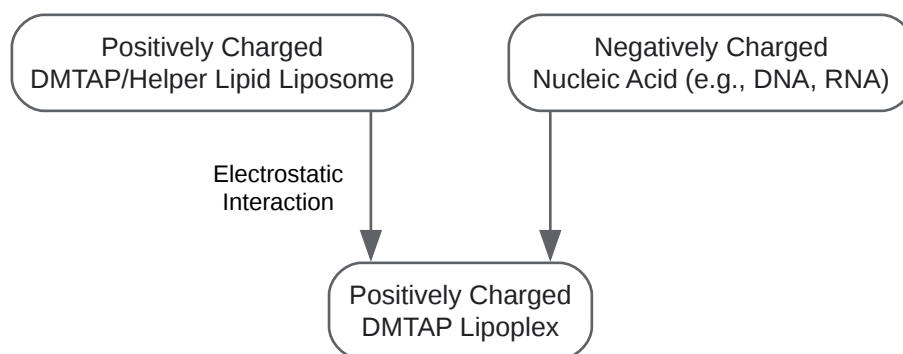 Positively Charged
DMTAP/Helper Lipid Liposome
Negatively Charged
Nucleic Acid (e.g., DNA, RNA)
Electrostatic
Interaction
Positively Charged
DMTAP Lipoplex